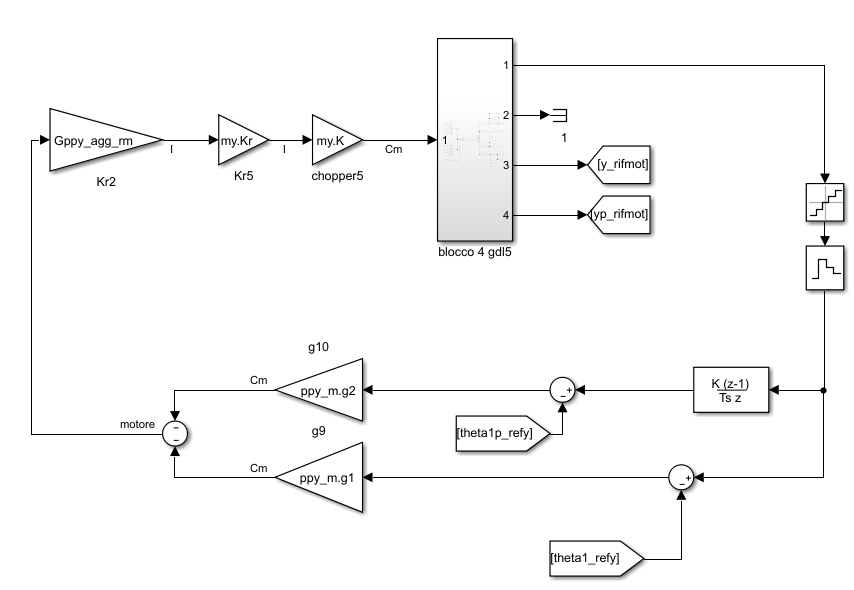 1
2
1
[y_rifmot]
3
[yp_rifmot]
4
1
blocco 4 gdl5
Gppy_agg_rm
I
Kr2
my.Kr
I
Kr5
my.K
Cm
chopper5
g10
Cm
ppy_m.g2
K (z-1)
Ts z
[theta1p_refy]
motore
g9
Cm
ppy_m.g1
[theta1_refy]